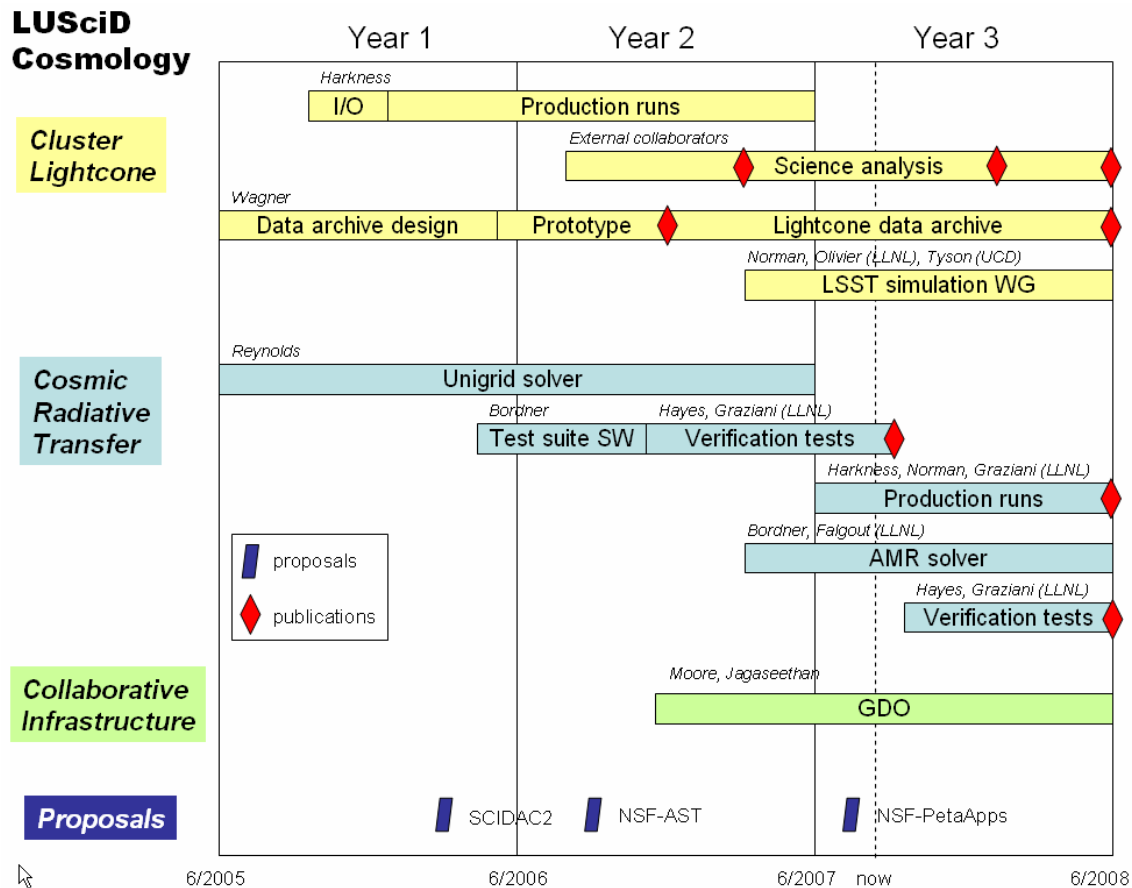 LUSciD
Cosmology
Year 1
Year 2
Year 3
Harkness
I/O
Production runs
Cluster
Lightcone
External collaborators
Science analysis
Wagner
Data archive design
Prototype
Lightcone data archive
Norman, Olivier (LLNL), Tyson (UCD)
LSST simulation WG
Cosmic
Radiative
Transfer
Reynolds
Unigrid solver
Bordner
Hayes, Graziani (LLNL)
Test suite SW
Verification tests
Harkness, Norman, Graziani (LLNL)
Production runs
Bordner, Falgout (LLNL)
AMR solver
Hayes, Graziani (LLNL)
Verification tests
proposals
publications
Collaborative
Infrastructure
Moore, Jagaseethan
GDO
Proposals
SCIDAC2
NSF-AST
NSF-PetaApps
6/2005
6/2006
6/2007
now
6/2008